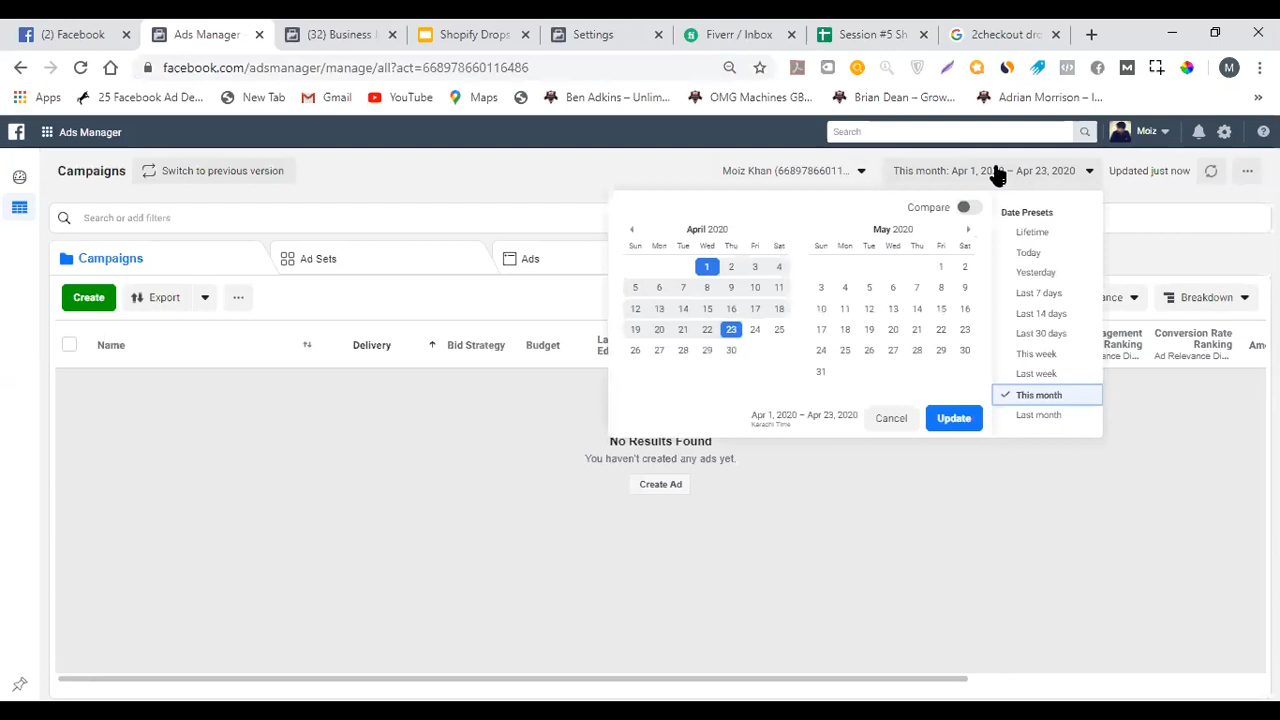 (2) Facebook
Ads Manager
(32) Business
Shopify Drops
Settings
Fiverr / Inbox
Session #5 Sh
2checkout dr
facebook.com/adsmanager/manage/all?act=668978660116486
M
Apps
25 Facebook Ad De...
New Tab
Gmail
YouTube
Maps
Ben Adkins – Unlim...
OMG Machines GB...
Brian Dean – Grow...
Adrian Morrison – I...
Ads Manager
Search
Moiz
Campaigns
Switch to previous version
Moiz Khan (66897866011...
This month: Apr 1, 2020 – Apr 23, 2020
Updated just now
Search or add filters
Compare
Date Presets
Lifetime
Today
Yesterday
Last 7 days
Last 14 days
Last 30 days
This week
Last week
This month
Last month
April 2020
Sun Mon Tue Wed Thu Fri Sat
1 2 3 4
5 6 7 8 9 10 11
12 13 14 15 16 17 18
19 20 21 22 23 24 25
26 27 28 29 30
May 2020
Sun Mon Tue Wed Thu Fri Sat
1 2
3 4 5 6 7 8 9
10 11 12 13 14 15 16
17 18 19 20 21 22 23
24 25 26 27 28 29 30
31
Apr 1, 2020 – Apr 23, 2020
Karachi Time
Cancel
Update
Campaigns
Ad Sets
Ads
Create
Export
Breakdown
Name
Delivery
Bid Strategy
Budget
Conversion Rate
Ranking
Ad Relevance Di...
No Results Found
You haven't created any ads yet.
Create Ad